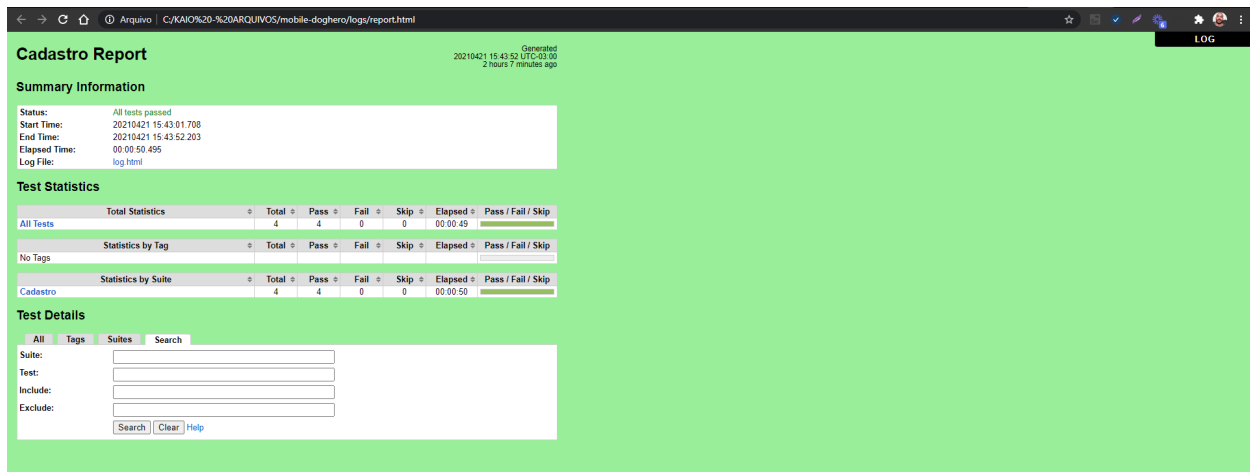 Arquivo | C:/KAIO%20-%20ARQUIVOS/mobile-doghero/logs/report.html
6
LOG
Cadastro Report
Generated
20210421 15:43:52 UTC-03:00
2 hours 7 minutes ago
Summary Information
Status: All tests passed
Start Time: 20210421 15:43:01.708
End Time: 20210421 15:43:52.203
Elapsed Time: 00:00:50.495
Log File: log.html
Test Statistics
Total Statistics Total Pass Fail Skip Elapsed Pass / Fail / Skip
All Tests 4 4 0 0 00:00:49
Statistics by Tag Total Pass Fail Skip Elapsed Pass / Fail / Skip
No Tags
Statistics by Suite Total Pass Fail Skip Elapsed Pass / Fail / Skip
Cadastro 4 4 0 0 00:00:50
Test Details
All Tags Suites Search
Suite:
Test:
Include:
Exclude:
Search Clear Help